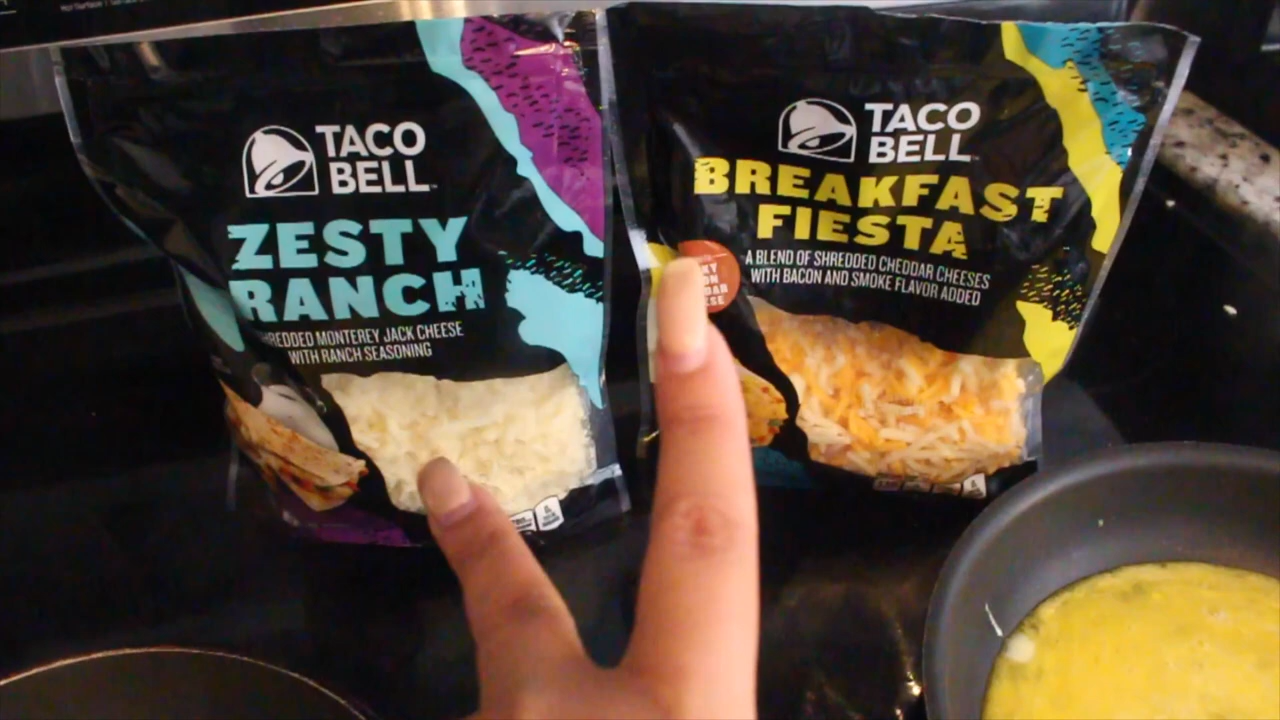 TACO
BELL
ZESTY
RANCH
SHREDDED MONTEREY JACK CHEESE
WITH RANCH SEASONING
TACO
BELL
BREAKFAST
FIESTA
A BLEND OF SHREDDED CHEDDAR CHEESES
WITH BACON AND SMOKE FLAVOR ADDED